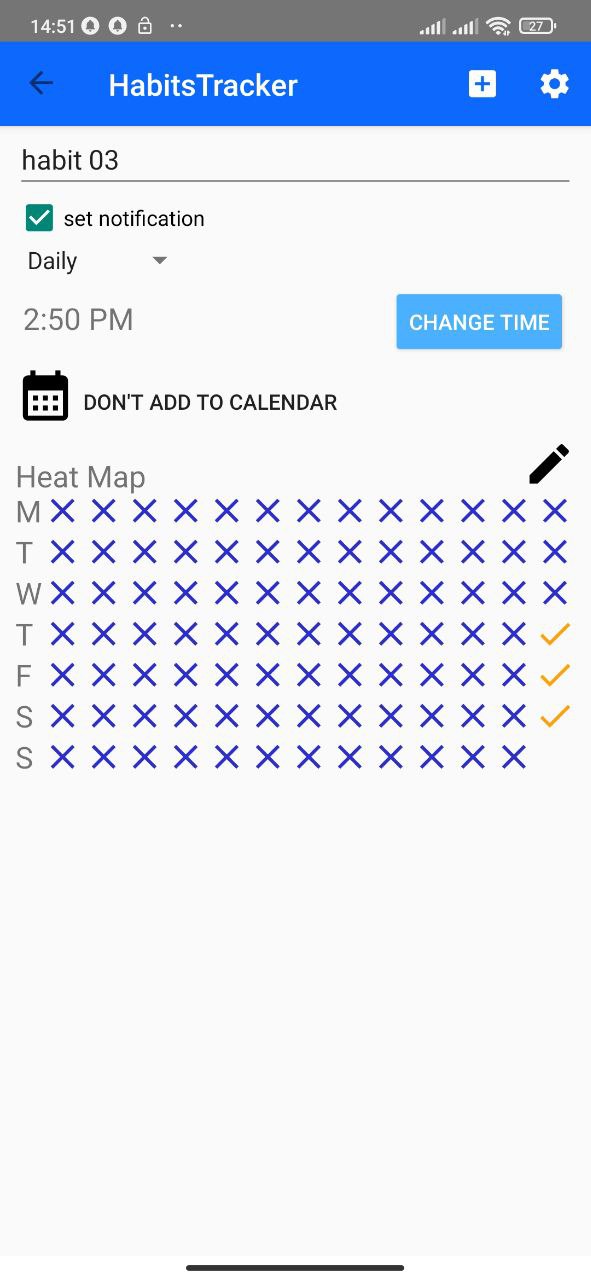 14:51
27
HabitsTracker
habit 03
set notification
Daily
2:50 PM
CHANGE TIME
DON'T ADD TO CALENDAR
Heat Map
M
T
W
T
F
S
S